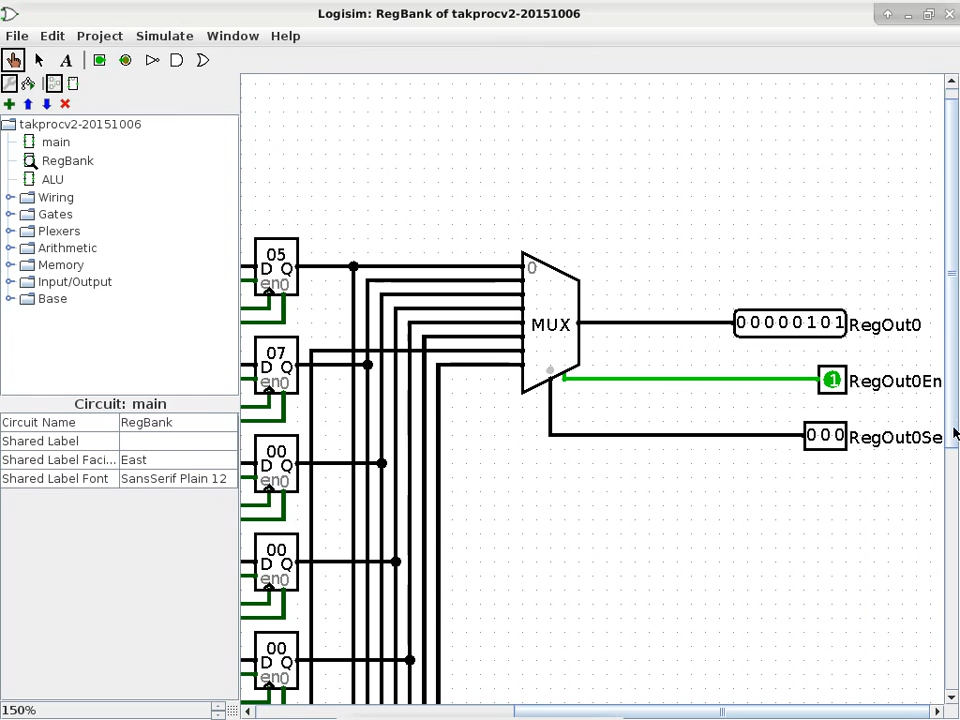 Logisim: RegBank of takprocv2-20151006
File Edit Project Simulate Window Help
A
takprocv2-20151006
main
RegBank
ALU
Wiring
Gates
Plexers
Arithmetic
Memory
Input/Output
Base
Circuit: main
Circuit Name RegBank
Shared Label
Shared Label Faci... East
Shared Label Font SansSerif Plain 12
150%
05
D Q
en0
07
D Q
en0
00
D Q
en0
00
D Q
en0
00
D Q
en0
0
MUX
00000101 RegOut0
1 RegOut0En
000 RegOut0Se